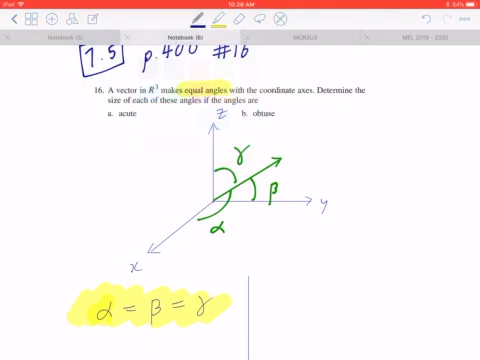 iPad
10:28 AM
84%
Notebook (5)
Notebook (6)
MCR3U5
MEL 2019 - 2020
7.5 p.400 #16
16. A vector in R³ makes equal angles with the coordinate axes. Determine the
size of each of these angles if the angles are
a. acute b. obtuse
z
γ
β
y
α
x
α = β = γ